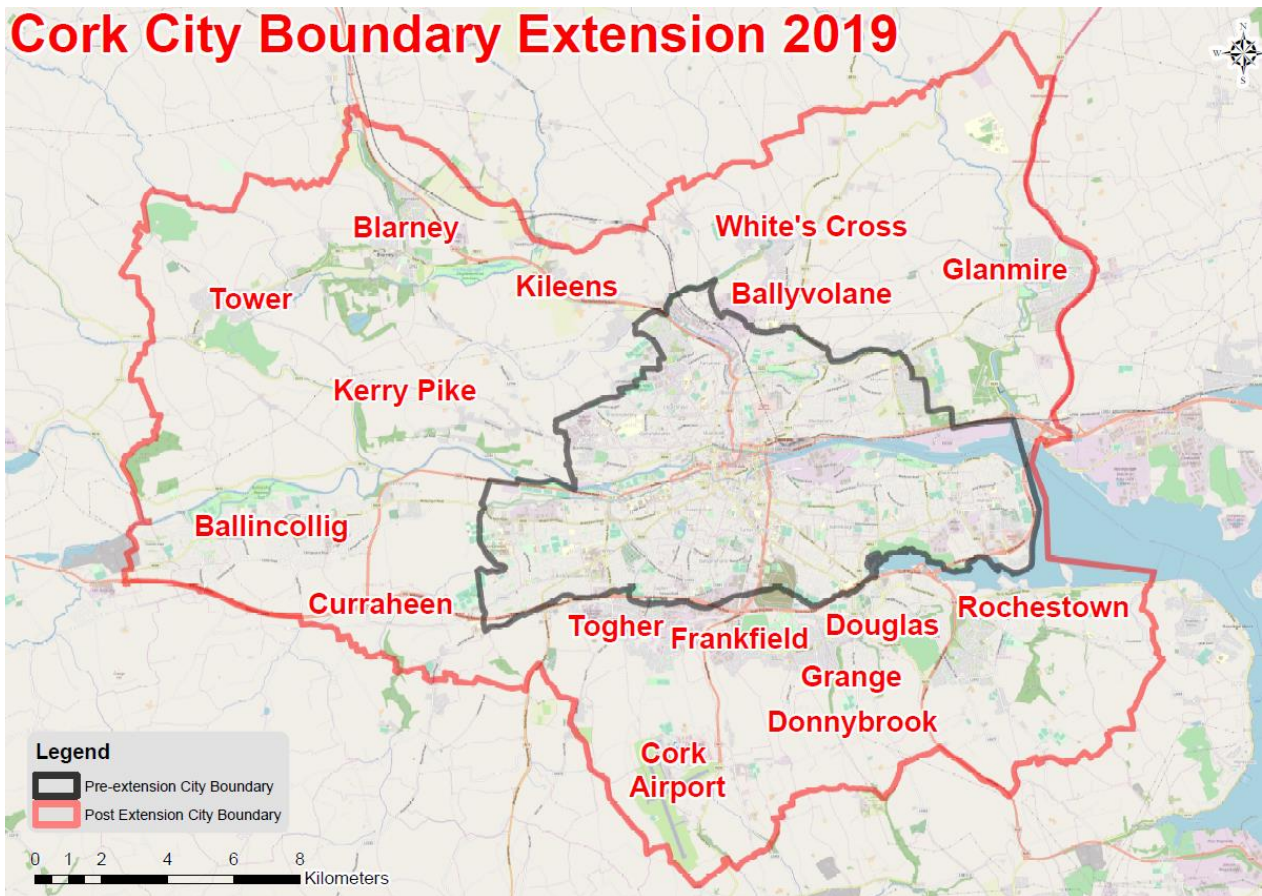 Cork City Boundary Extension 2019
N
W
E
S
White's Cross
Blarney
Glanmire
Kileens
Ballyvolane
Tower
Kerry Pike
Ballincollig
Curraheen
Rochestown
Togher
Douglas
Frankfield
Grange
Donnybrook
Cork
Airport
Legend
Pre-extension City Boundary
Post Extension City Boundary
0 1 2 4 6 8
Kilometers